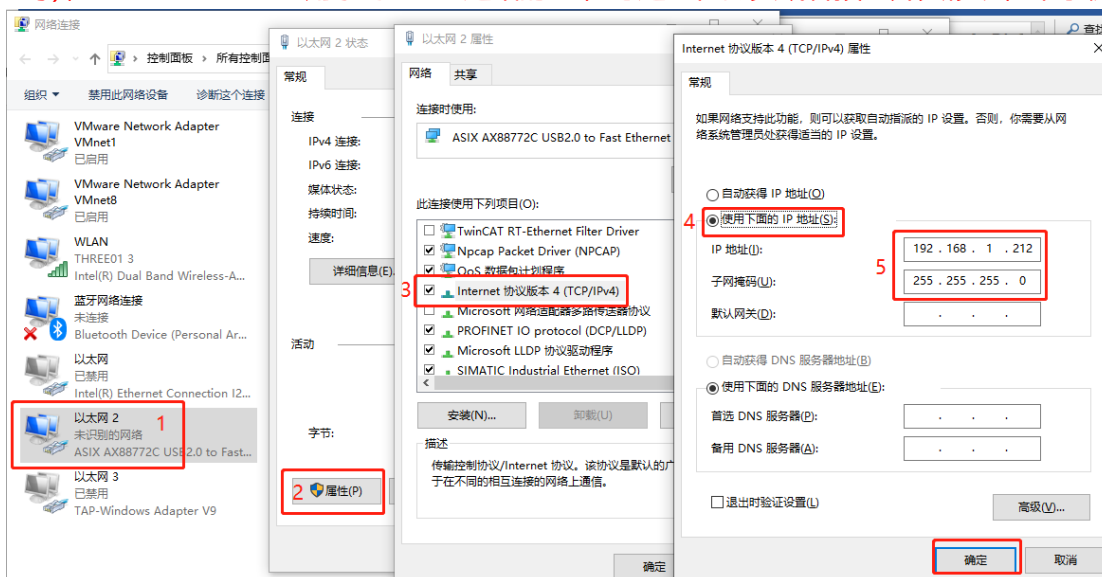 网络连接
控制面板 › 所有控制面
组织 禁用此网络设备 诊断这个连接
VMware Network Adapter
VMnet1
已启用
VMware Network Adapter
VMnet8
已启用
WLAN
THREE01 3
Intel(R) Dual Band Wireless-A...
蓝牙网络连接
未连接
Bluetooth Device (Personal Ar...
以太网
已禁用
Intel(R) Ethernet Connection I2...
以太网 2
1
未识别的网络
ASIX AX88772C USB2.0 to Fast...
以太网 3
已禁用
TAP-Windows Adapter V9
以太网 2 状态
常规
连接
IPv4 连接:
IPv6 连接:
媒体状态:
持续时间:
速度:
详细信息(E)
活动
字节:
2 属性(P)
以太网 2 属性
网络 共享
连接时使用:
ASIX AX88772C USB2.0 to Fast Ethernet
此连接使用下列项目(O):
TwinCAT RT-Ethernet Filter Driver
Npcap Packet Driver (NPCAP)
QoS 数据包计划程序
3 Internet 协议版本 4 (TCP/IPv4)
Microsoft 网络适配器多路传送器协议
PROFINET IO protocol (DCP/LLDP)
Microsoft LLDP 协议驱动程序
SIMATIC Industrial Ethernet (ISO)
安装(N)... 卸载(U)
描述
传输控制协议/Internet 协议。该协议是默认的广
于在不同的相互连接的网络上通信。
确定
查找
Internet 协议版本 4 (TCP/IPv4) 属性
常规
如果网络支持此功能，则可以获取自动指派的 IP 设置。否则，你需要从网
络系统管理员处获得适当的 IP 设置。
自动获得 IP 地址(O)
4 使用下面的 IP 地址(S):
IP 地址(I): 192 . 168 . 1 . 212
5
子网掩码(U): 255 . 255 . 255 . 0
默认网关(D): . . .
自动获得 DNS 服务器地址(B)
使用下面的 DNS 服务器地址(E):
首选 DNS 服务器(P): . . .
备用 DNS 服务器(A): . . .
退出时验证设置(L)
高级(V)...
确定 取消